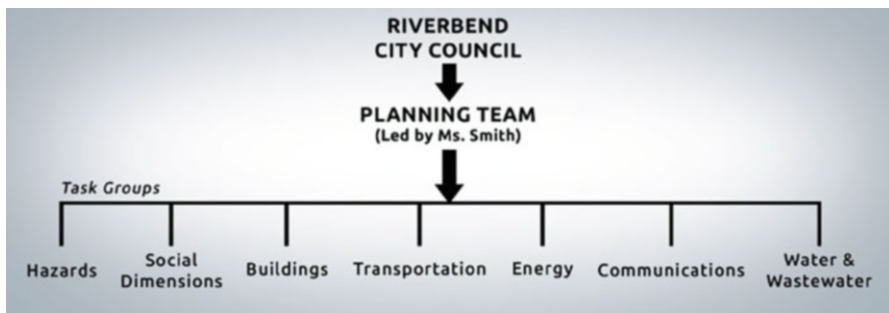 RIVERBEND
CITY COUNCIL
PLANNING TEAM
(Led by Ms. Smith)
Task Groups
Hazards
Social
Dimensions
Buildings
Transportation
Energy
Communications
Water &
Wastewater